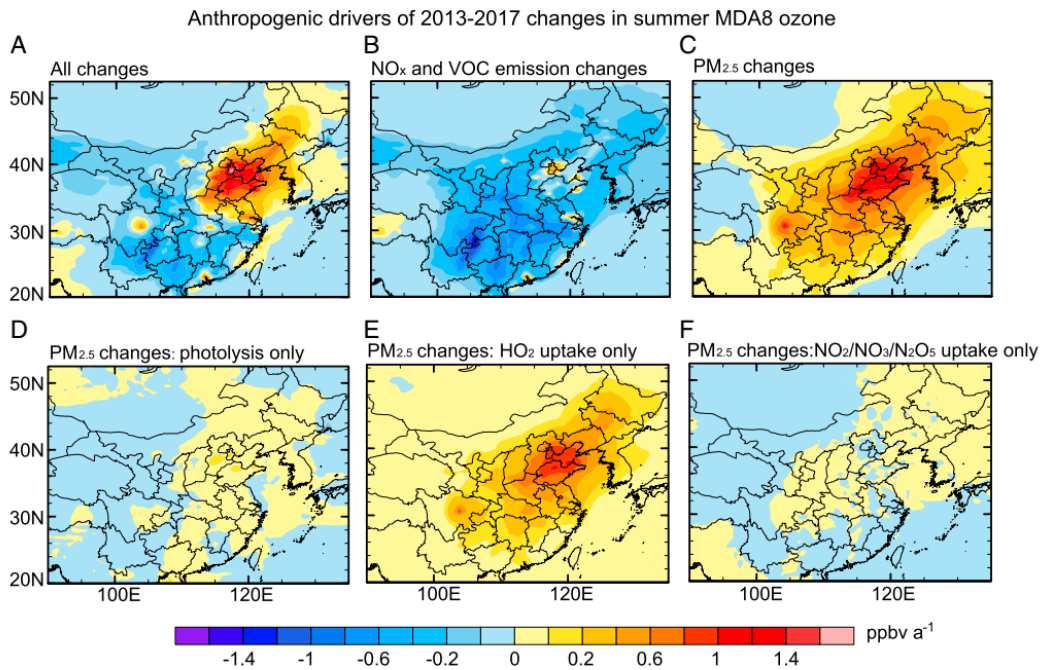 Anthropogenic drivers of 2013-2017 changes in summer MDA8 ozone
A
B
C
All changes
NOx and VOC emission changes
PM2.5 changes
50N
40N
30N
20N
D
E
F
PM2.5 changes: photolysis only
PM2.5 changes: HO2 uptake only
PM2.5 changes:NO2/NO3/N2O5 uptake only
50N
40N
30N
20N
100E 120E 100E 120E 100E 120E
ppbv a-1
-1.4 -1 -0.6 -0.2 0 0.2 0.6 1 1.4